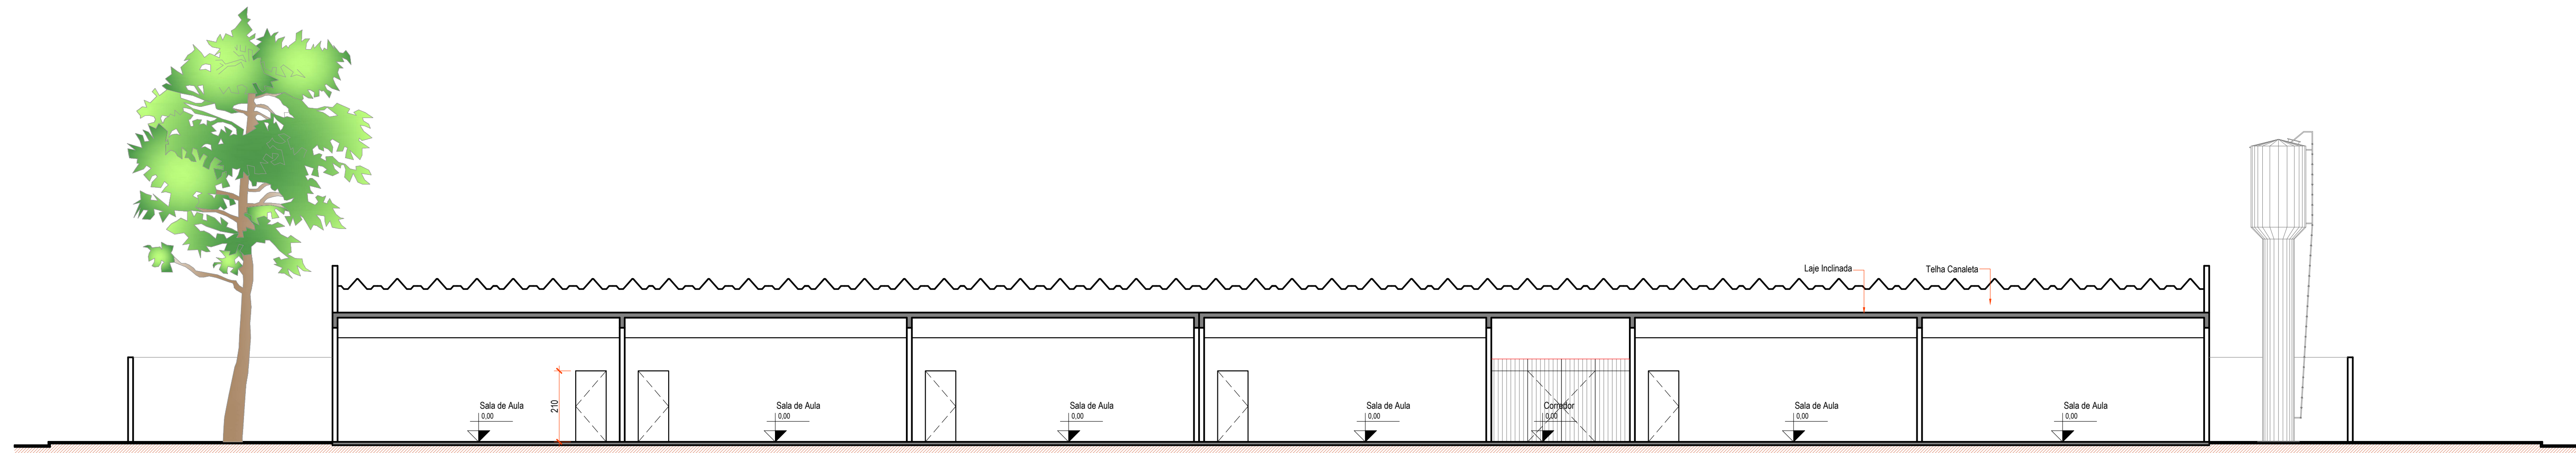 Laje Inclinada
Telha Canaleta
210
Sala de Aula
0,00
Sala de Aula
0,00
Sala de Aula
0,00
Sala de Aula
0,00
Corredor
0,00
Sala de Aula
0,00
Sala de Aula
0,00